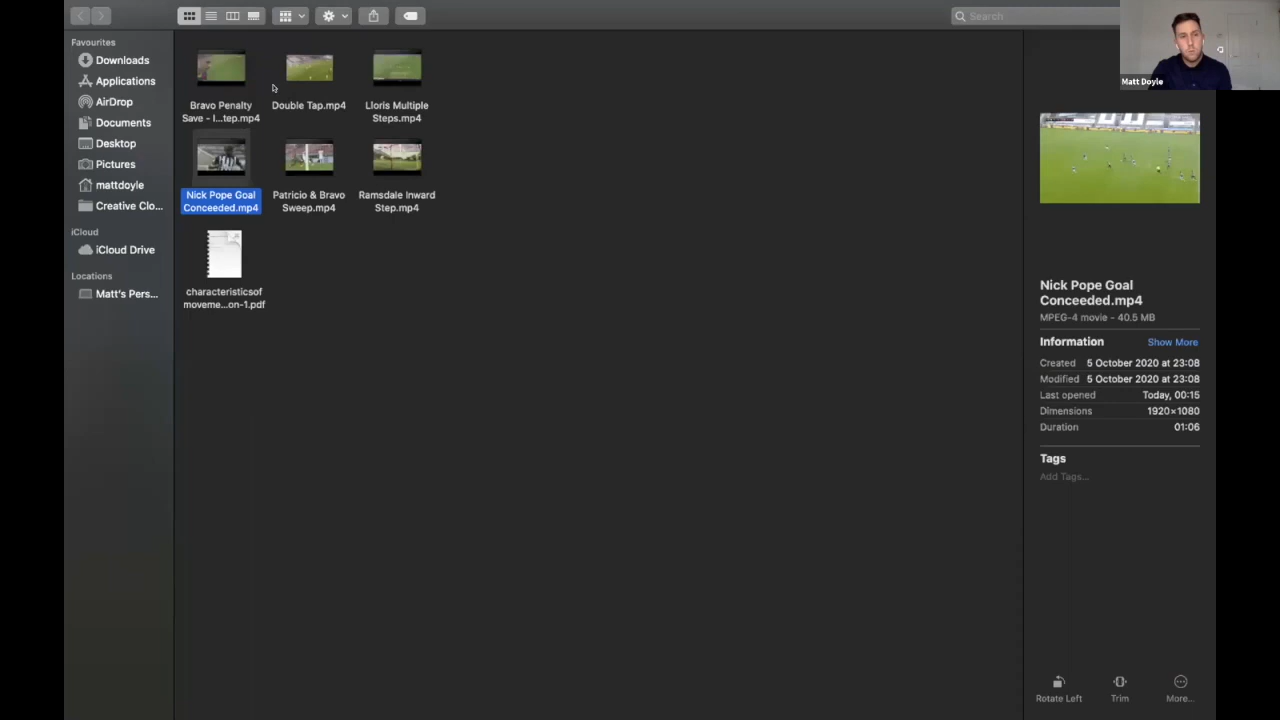 Search
Matt Doyle
Favourites
Downloads
Applications
AirDrop
Documents
Desktop
Pictures
mattdoyle
Creative Clo...
iCloud
iCloud Drive
Locations
Matt's Pers...
Bravo Penalty
Save - I...tep.mp4
Double Tap.mp4
Lloris Multiple
Steps.mp4
Nick Pope Goal
Conceeded.mp4
Patricio & Bravo
Sweep.mp4
Ramsdale Inward
Step.mp4
characteristicsof
moveme...on-1.pdf
Nick Pope Goal
Conceeded.mp4
MPEG-4 movie - 40.5 MB
Information
Show More
Created 5 October 2020 at 23:08
Modified 5 October 2020 at 23:08
Last opened Today, 00:15
Dimensions 1920×1080
Duration 01:06
Tags
Add Tags...
Rotate Left
Trim
More...